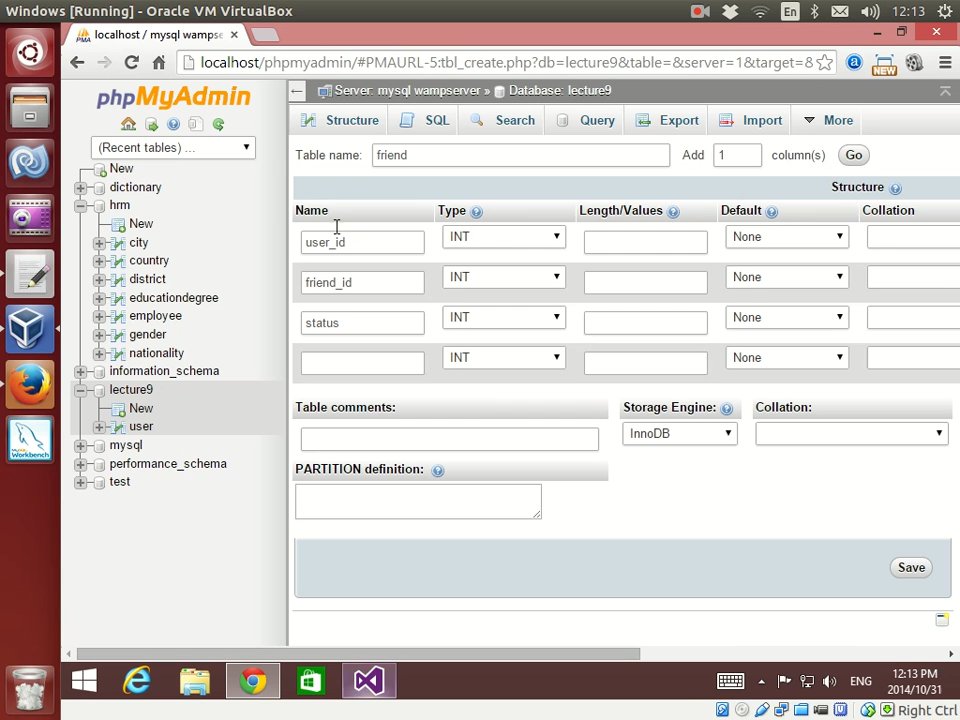 Windows [Running] - Oracle VM VirtualBox
En
12:13
localhost / mysql wampse
localhost/phpmyadmin/#PMAURL-5:tbl_create.php?db=lecture9&table=&server=1&target=8
a
NEW
phpMyAdmin
(Recent tables) ...
New
dictionary
hrm
New
city
country
district
educationdegree
employee
gender
nationality
information_schema
lecture9
New
user
mysql
performance_schema
test
Server: mysql wampserver » Database: lecture9
Structure
SQL
Search
Query
Export
Import
More
Table name: friend Add 1 column(s) Go
Structure
Name Type Length/Values Default Collation
user_id INT None
friend_id INT None
status INT None
INT None
Table comments: Storage Engine: Collation:
InnoDB
PARTITION definition:
Save
MySQL
Workbench
ENG
12:13 PM
2014/10/31
Right Ctrl